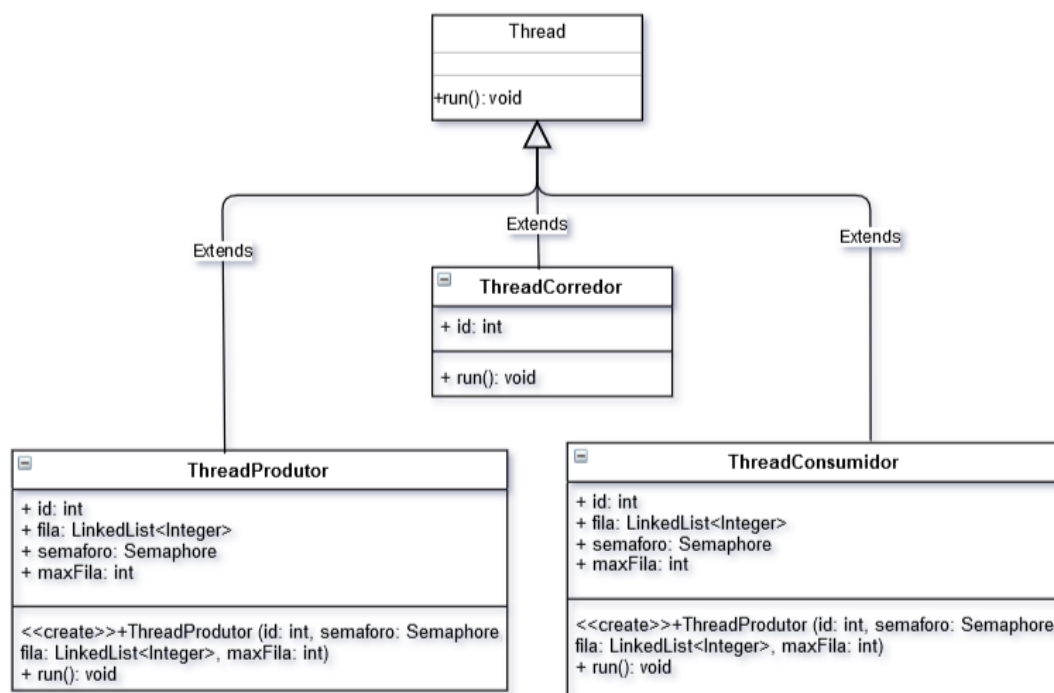 Thread
+run(): void
Extends
Extends
Extends
ThreadCorredor
+ id: int
+ run(): void
ThreadProdutor
+ id: int
+ fila: LinkedList<Integer>
+ semaforo: Semaphore
+ maxFila: int
<<create>>+ThreadProdutor (id: int, semaforo: Semaphore
fila: LinkedList<Integer>, maxFila: int)
+ run(): void
ThreadConsumidor
+ id: int
+ fila: LinkedList<Integer>
+ semaforo: Semaphore
+ maxFila: int
<<create>>+ThreadProdutor (id: int, semaforo: Semaphore
fila: LinkedList<Integer>, maxFila: int)
+ run(): void